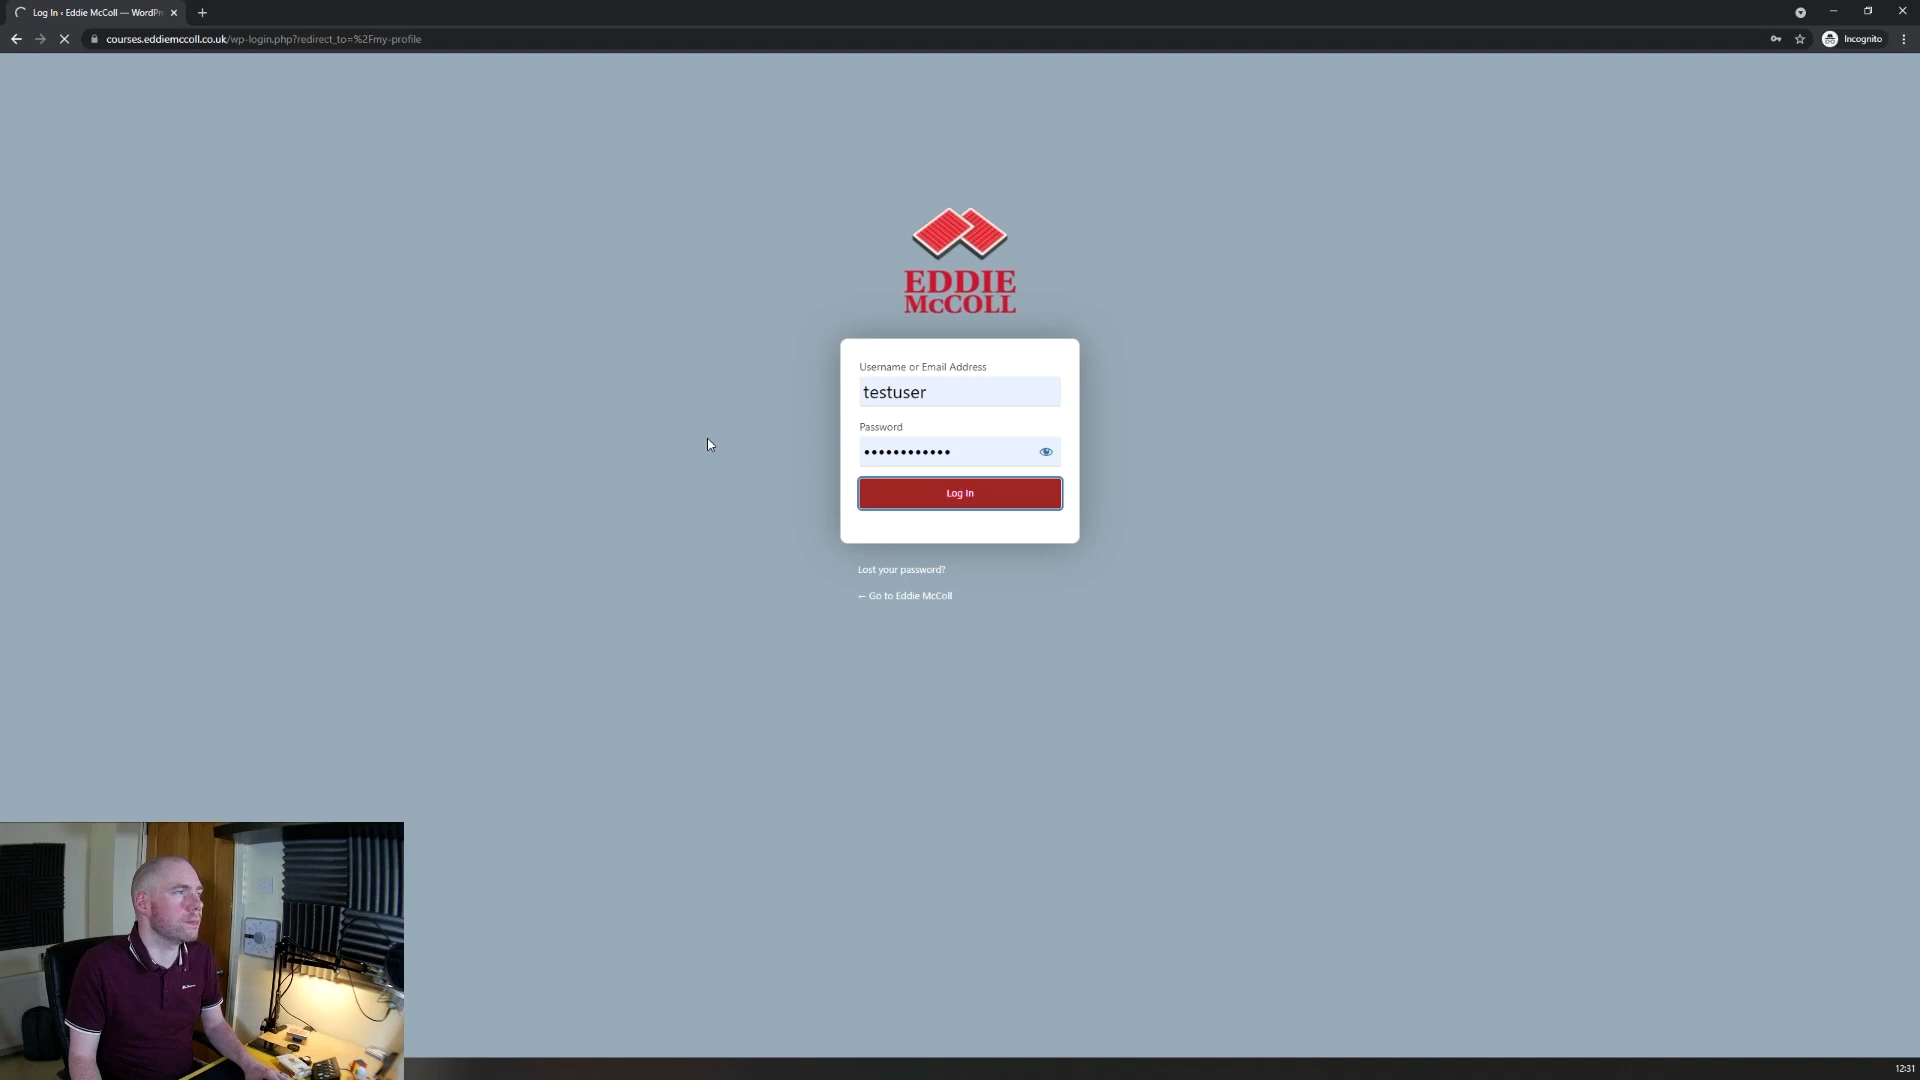 Log In ‹ Eddie McColl — WordPr
courses.eddiemccoll.co.uk/wp-login.php?redirect_to=%2Fmy-profile
Incognito
EDDIE
McCOLL
Username or Email Address
testuser
Password
Log In
Lost your password?
← Go to Eddie McColl
12:31